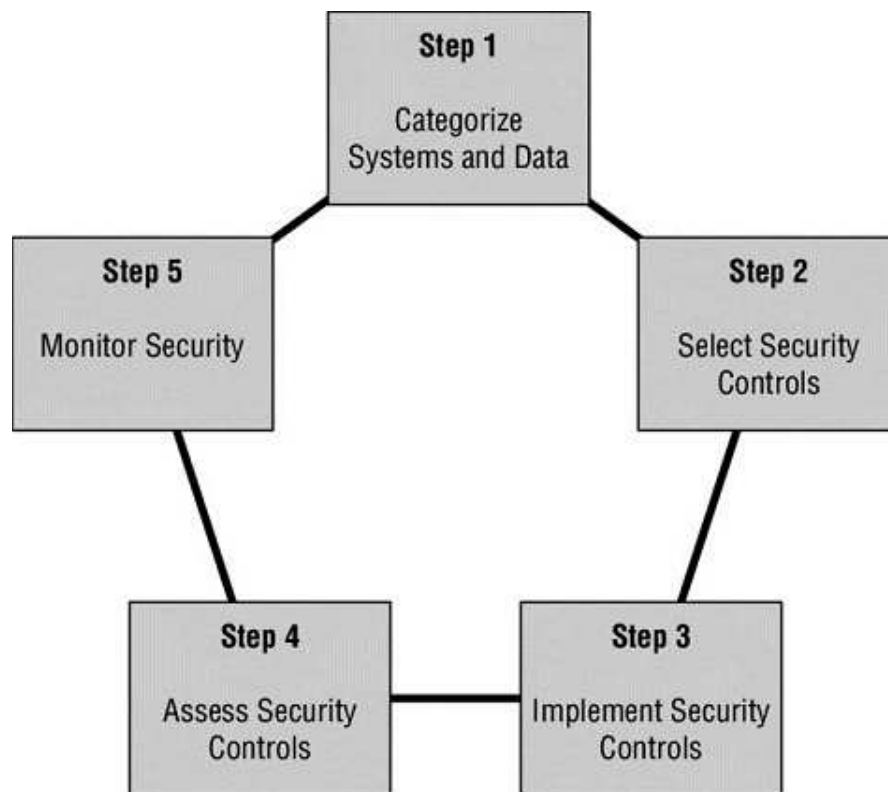 Step 1
Categorize
Systems and Data
Step 2
Select Security
Controls
Step 3
Implement Security
Controls
Step 4
Assess Security
Controls
Step 5
Monitor Security